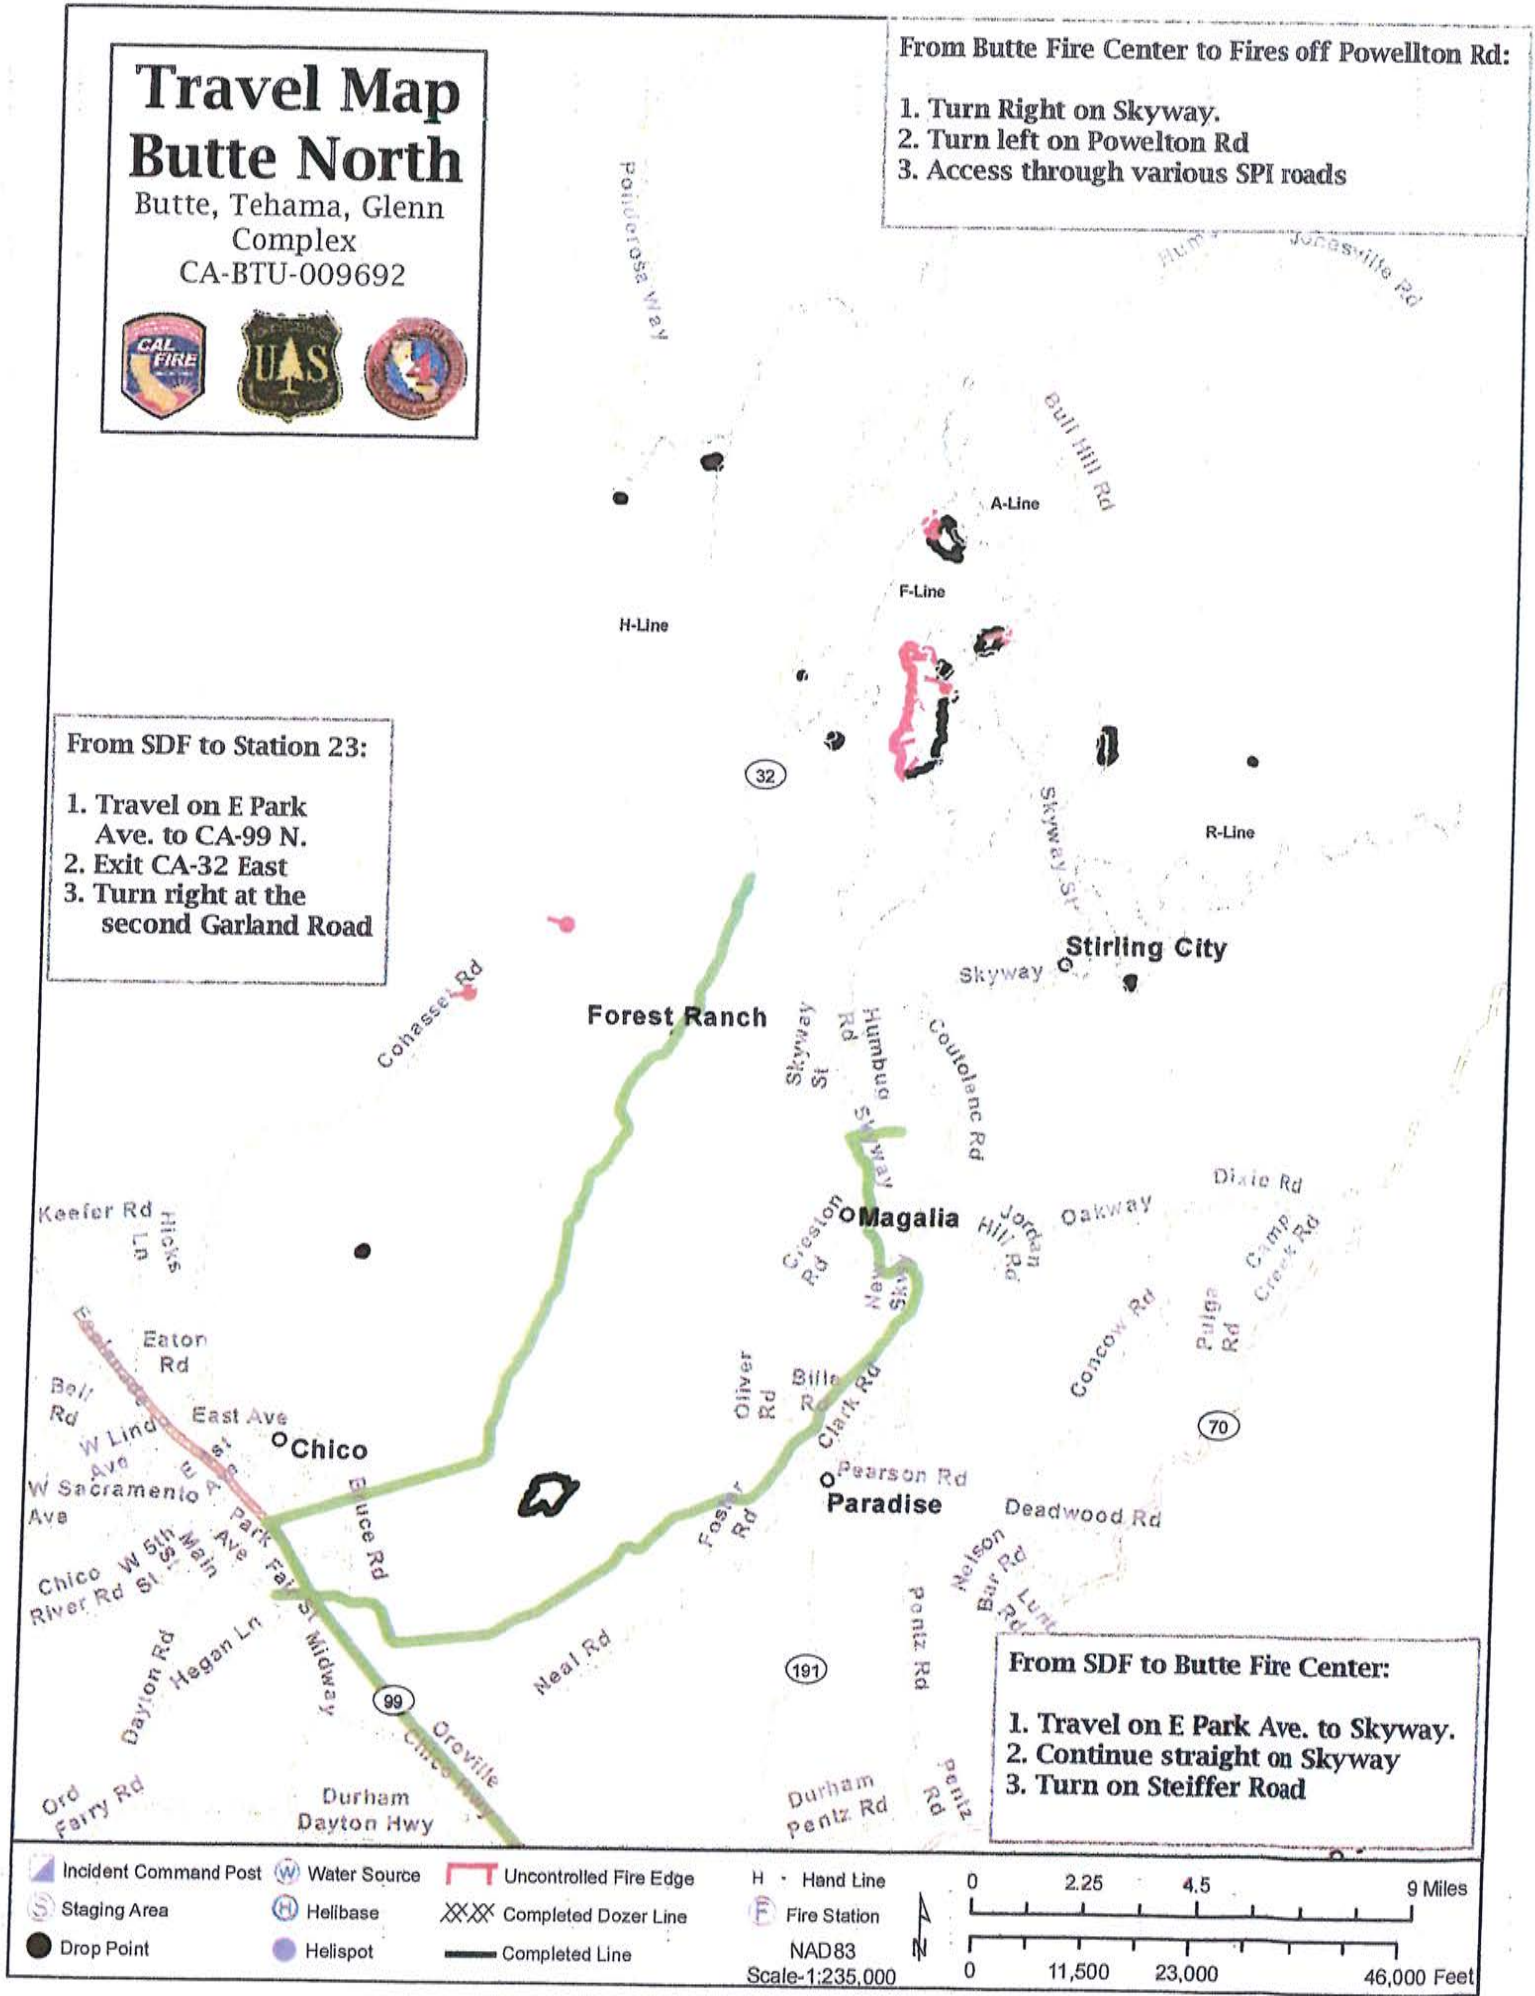 Travel Map
Butte North
Butte, Tehama, Glenn
Complex
CA-BTU-009692
CAL
FIRE
UAS
4
From Butte Fire Center to Fires off Powellton Rd:
1. Turn Right on Skyway.
2. Turn left on Powelton Rd
3. Access through various SPI roads
Ponderosa Way
Jonesville Rd
Bull Hill Rd
A-Line
F-Line
H-Line
32
From SDF to Station 23:
1. Travel on E Park
Ave. to CA-99 N.
2. Exit CA-32 East
3. Turn right at the
second Garland Road
Skyway St
R-Line
Stirling City
Skyway
Cohasset Rd
Forest Ranch
Skyway
St
Humbug
Rd
Coutolenc Rd
Skyway
Keefer Rd
Hicks
Ln
Creston
Rd
Magalia
Jordan
Hill Rd
Oakway
Dixie Rd
Camp
Creek Rd
New
Sky
Esplanade
Eaton
Rd
Bell
Rd
East Ave
W Lind
Ave
Chico
Oliver
Rd
Bille
Rd
Clark Rd
Concow Rd
Pulga
Rd
70
W Sacramento
Ave
Bruce Rd
Pearson Rd
Paradise
Foster
Rd
Deadwood Rd
Park
Ave
Main
St
W 5th
St
Chico
River Rd
Fair St
Nelson
Bar Rd
Lunt
Rd
Hegan Ln
Dayton Rd
Midway
Neal Rd
191
Pentz Rd
From SDF to Butte Fire Center:
1. Travel on E Park Ave. to Skyway.
2. Continue straight on Skyway
3. Turn on Steiffer Road
99
Oroville
Chico Hwy
Ord
Ferry Rd
Durham
Dayton Hwy
Durham
Pentz Rd
Pentz
Rd
Incident Command Post
W
Water Source
Uncontrolled Fire Edge
H
Hand Line
S
Staging Area
H
Helibase
Completed Dozer Line
F
Fire Station
Drop Point
Helispot
Completed Line
NAD83
Scale-1:235,000
N
0 2.25 4.5 9 Miles
0 11,500 23,000 46,000 Feet